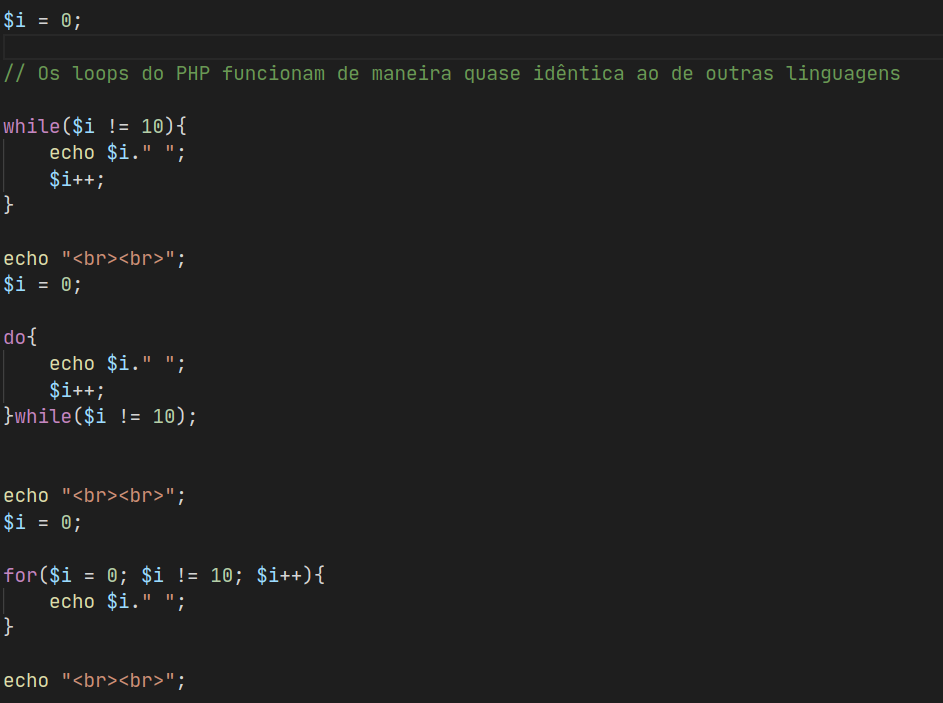 $i = 0;
// Os loops do PHP funcionam de maneira quase idêntica ao de outras linguagens
while($i != 10){
    echo $i." ";
    $i++;
}
echo "<br><br>";
$i = 0;
do{
    echo $i." ";
    $i++;
}while($i != 10);
echo "<br><br>";
$i = 0;
for($i = 0; $i != 10; $i++){
    echo $i." ";
}
echo "<br><br>";